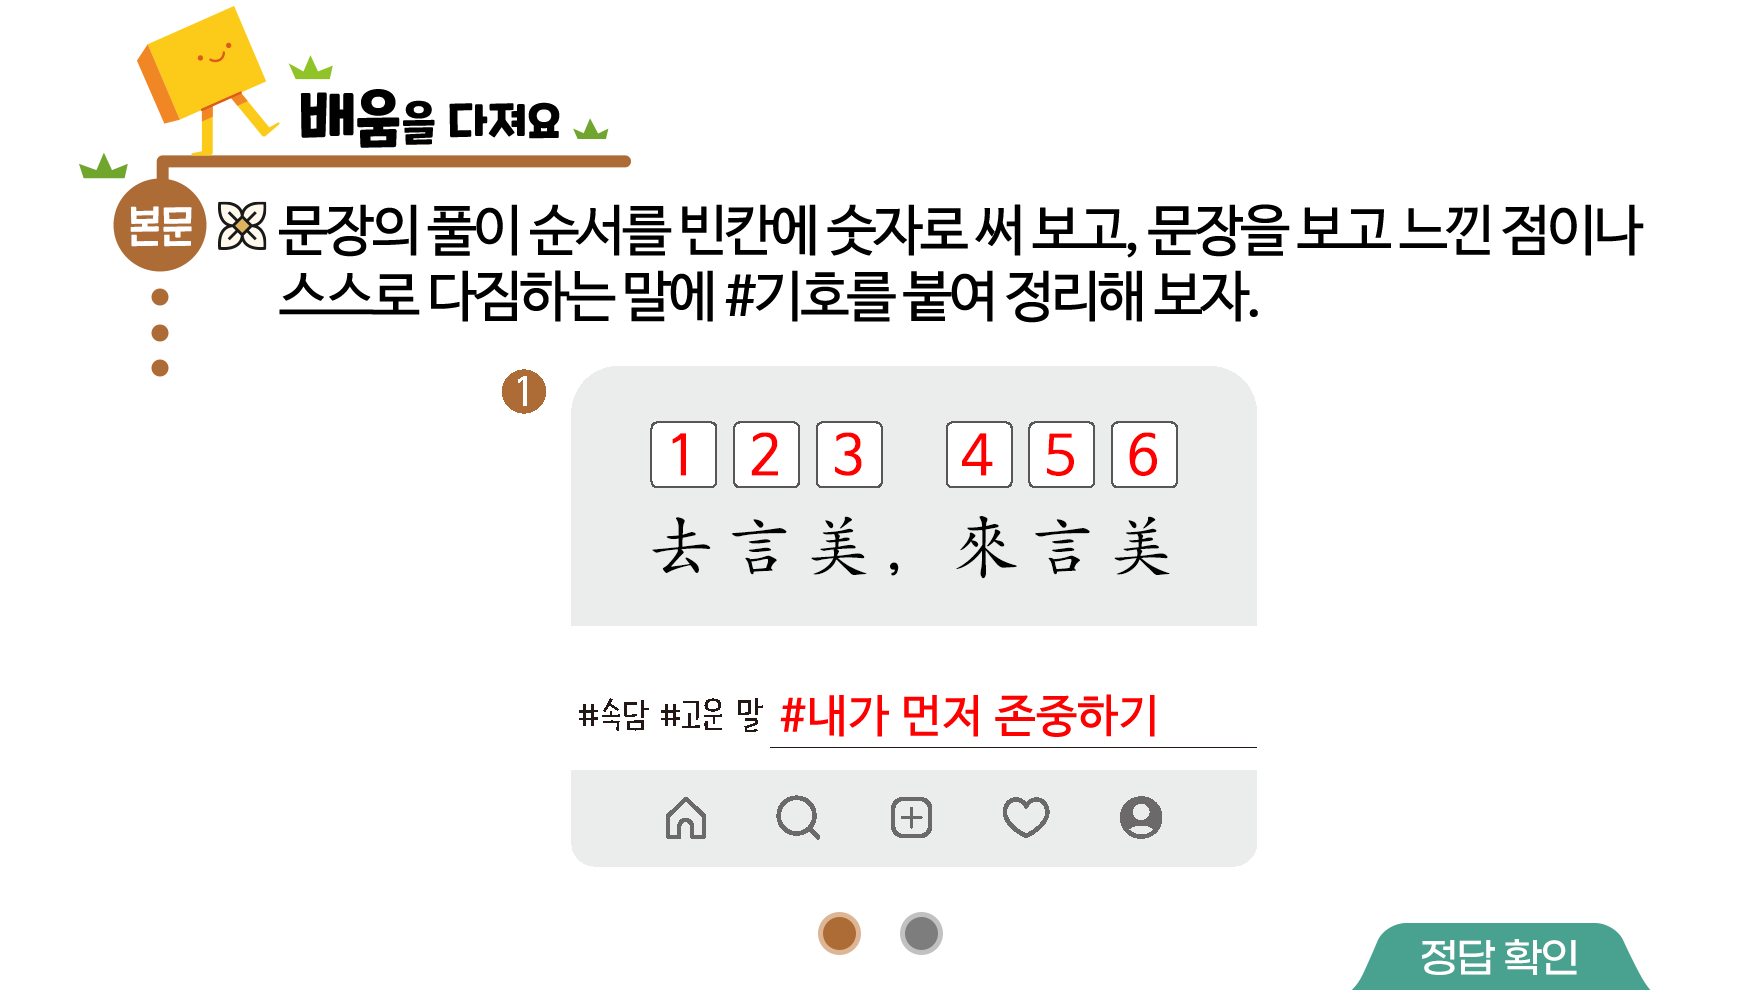 배움을 다져요
본문 문장의 풀이 순서를 빈칸에 숫자로 써 보고, 문장을 보고 느낀 점이나
스스로 다짐하는 말에 #기호를 붙여 정리해 보자.
1
1 2 3 4 5 6
去言美, 來言美
#속담 #고운 말 #내가 먼저 존중하기
정답 확인